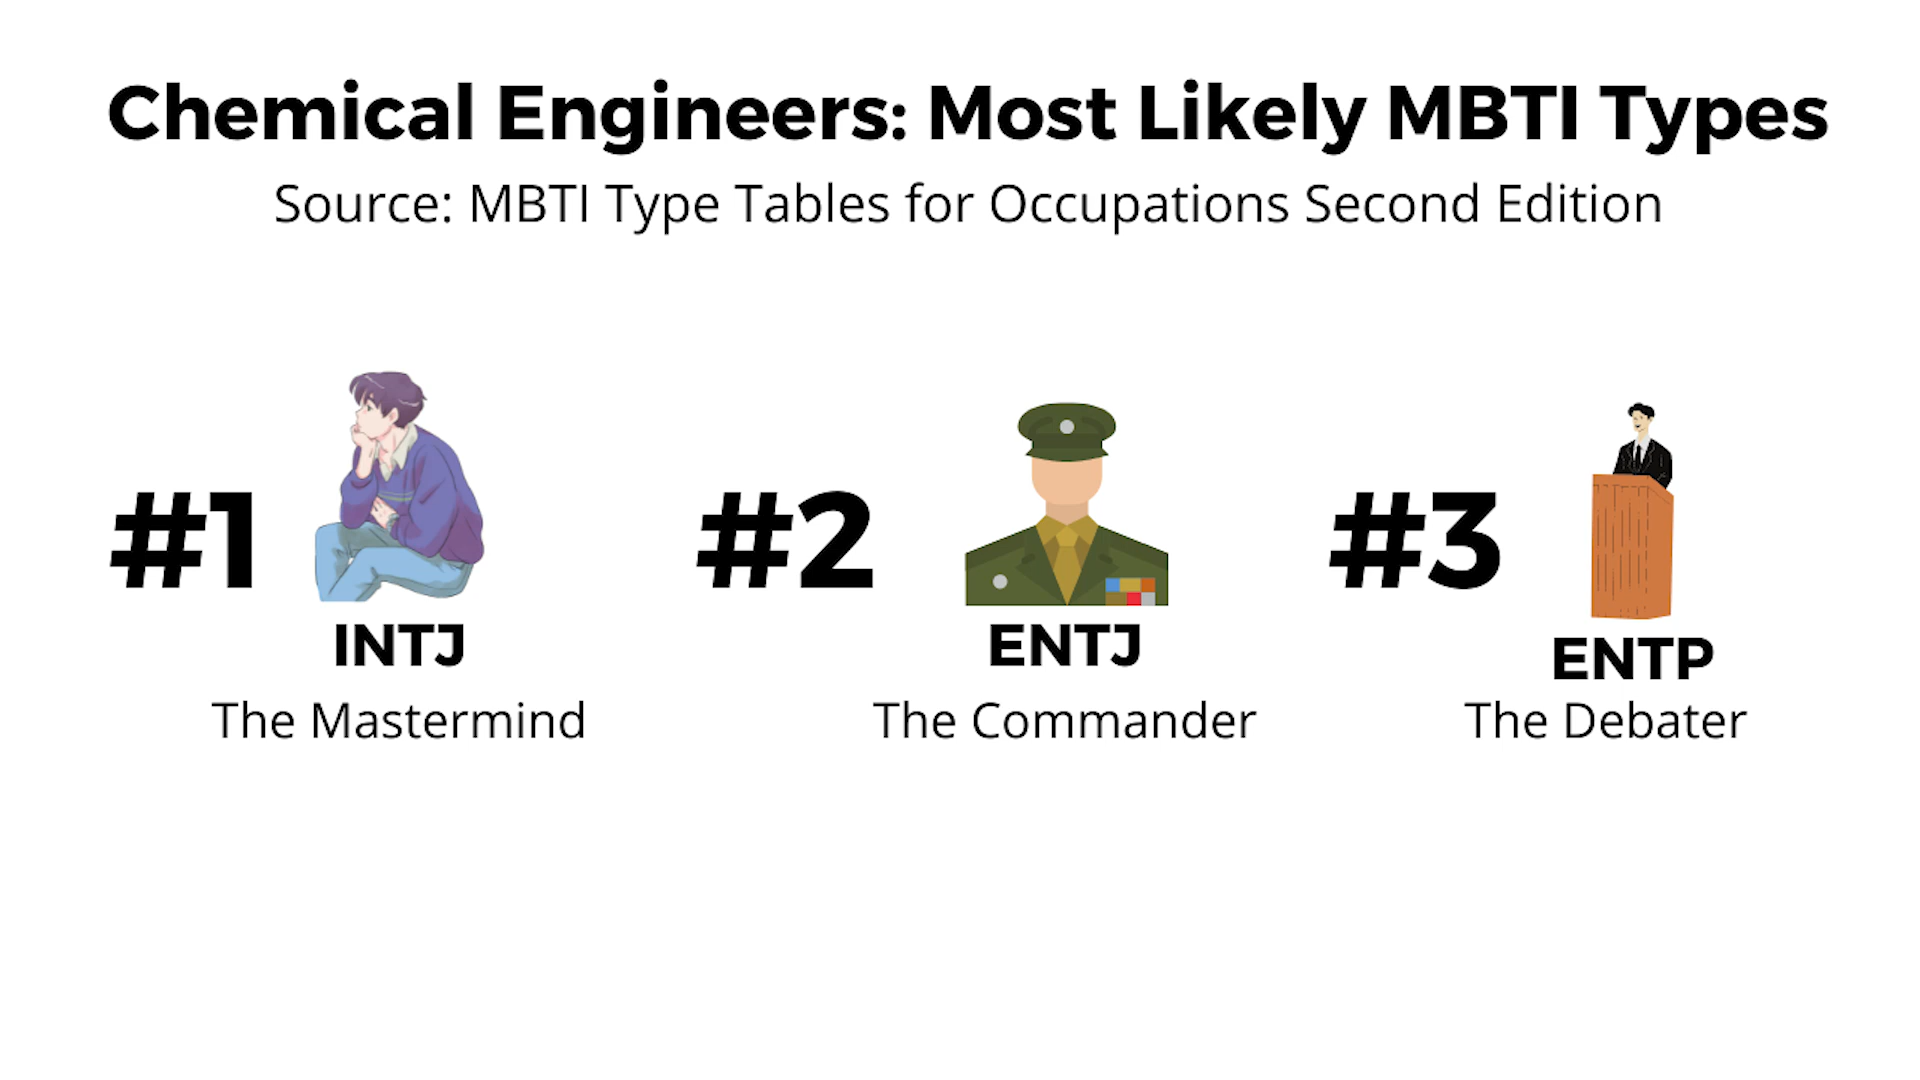 Chemical Engineers: Most Likely MBTI Types
Source: MBTI Type Tables for Occupations Second Edition
#1
INTJ
The Mastermind
#2
ENTJ
The Commander
#3
ENTP
The Debater